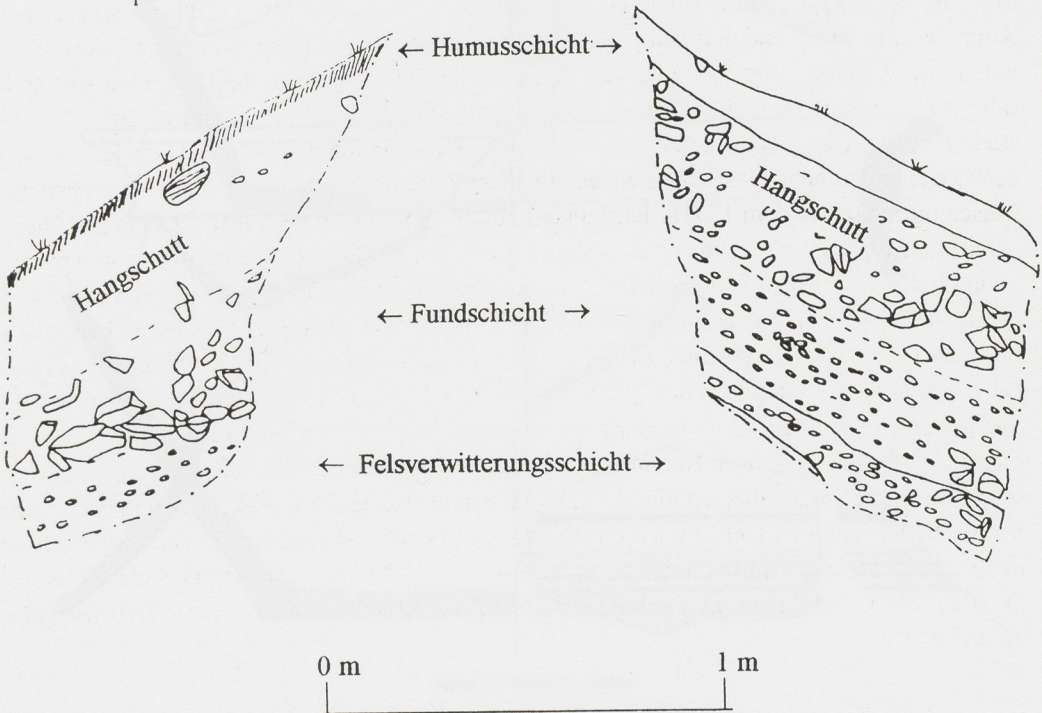 ← Humusschicht →
Hangschutt
Hangschutt
← Fundschicht →
← Felsverwitterungsschicht →
0 m
1 m